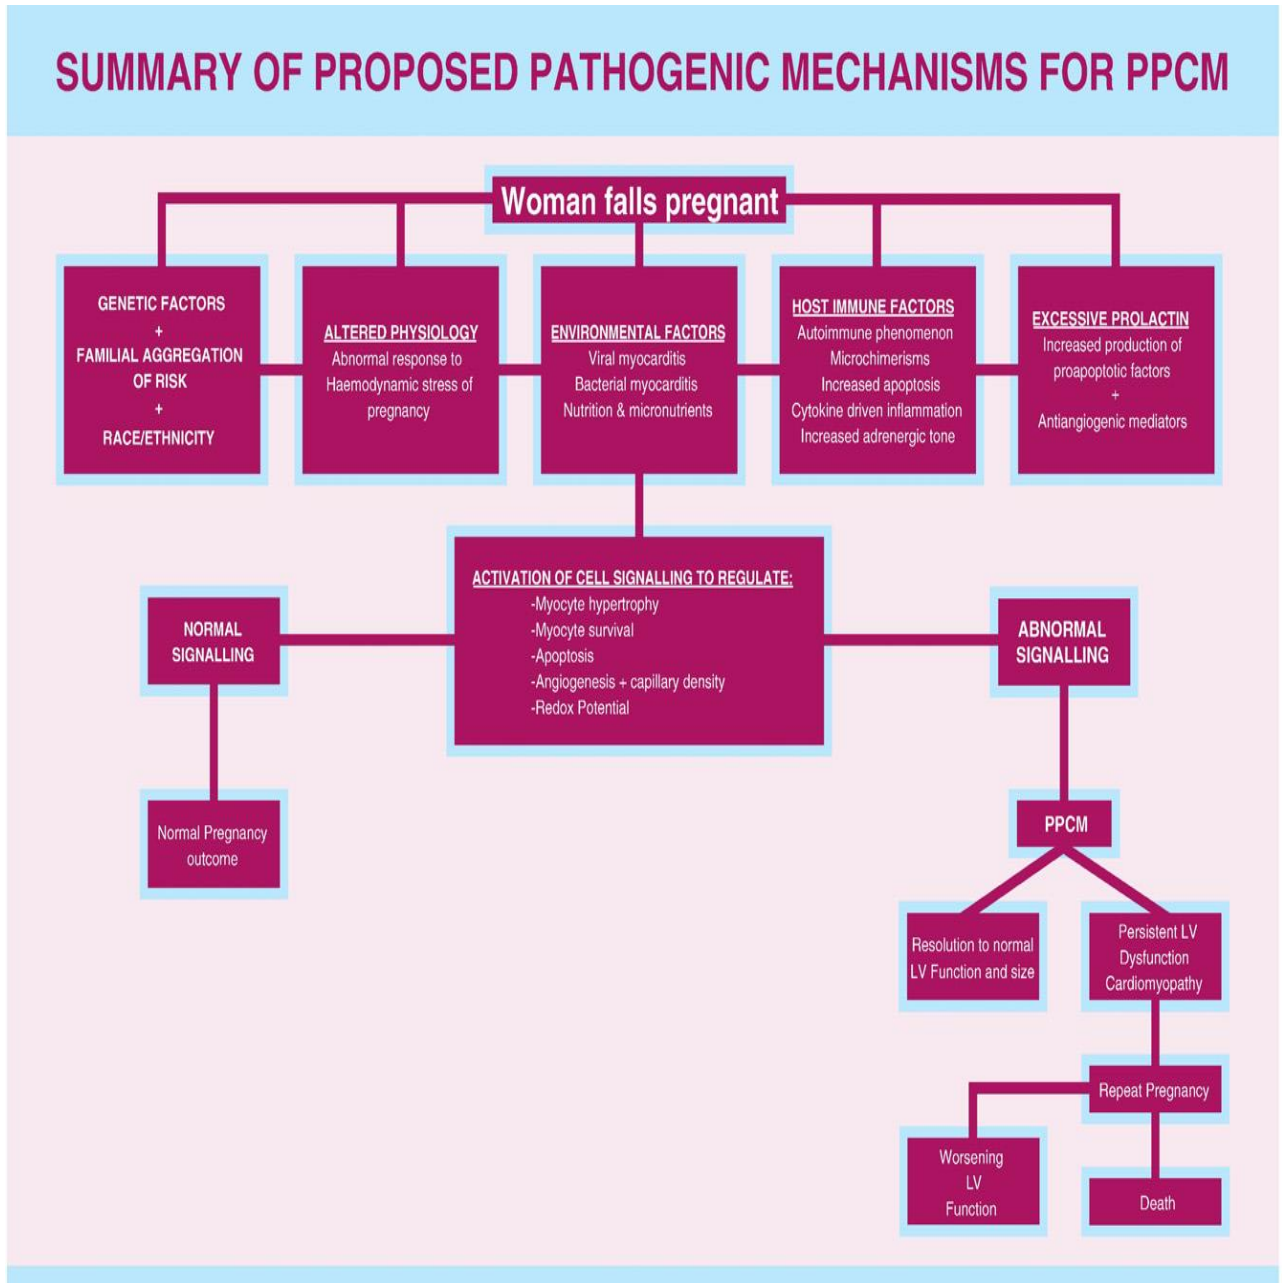 SUMMARY OF PROPOSED PATHOGENIC MECHANISMS FOR PPCM
Woman falls pregnant
GENETIC FACTORS
+
FAMILIAL AGGREGATION
OF RISK
+
RACE/ETHNICITY
ALTERED PHYSIOLOGY
Abnormal response to
Haemodynamic stress of
pregnancy
ENVIRONMENTAL FACTORS
Viral myocarditis
Bacterial myocarditis
Nutrition & micronutrients
HOST IMMUNE FACTORS
Autoimmune phenomenon
Microchimerisms
Increased apoptosis
Cytokine driven inflammation
Increased adrenergic tone
EXCESSIVE PROLACTIN
Increased production of
proapoptotic factors
+
Antiangiogenic mediators
ACTIVATION OF CELL SIGNALLING TO REGULATE:
-Myocyte hypertrophy
-Myocyte survival
-Apoptosis
-Angiogenesis + capillary density
-Redox Potential
NORMAL
SIGNALLING
ABNORMAL
SIGNALLING
Normal Pregnancy
outcome
PPCM
Resolution to normal
LV Function and size
Persistent LV
Dysfunction
Cardiomyopathy
Repeat Pregnancy
Worsening
LV
Function
Death